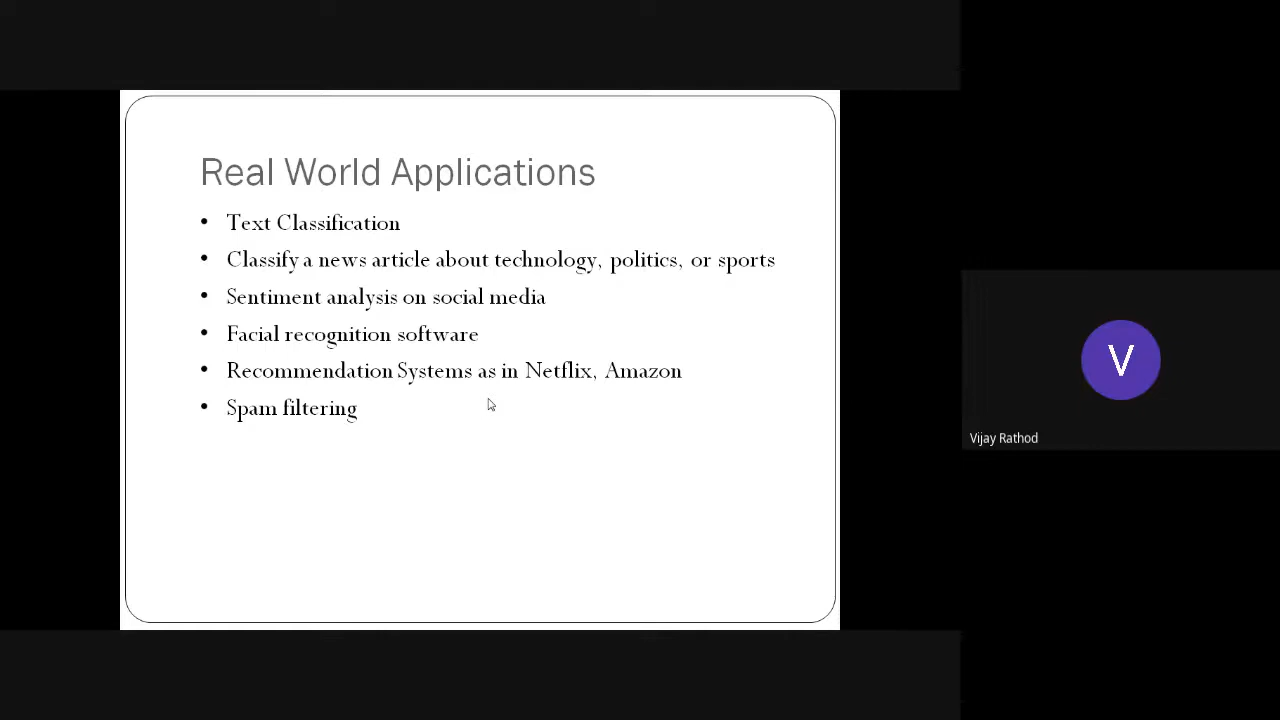 Real World Applications
• Text Classification
• Classify a news article about technology, politics, or sports
• Sentiment analysis on social media
• Facial recognition software
• Recommendation Systems as in Netflix, Amazon
• Spam filtering
V
Vijay Rathod